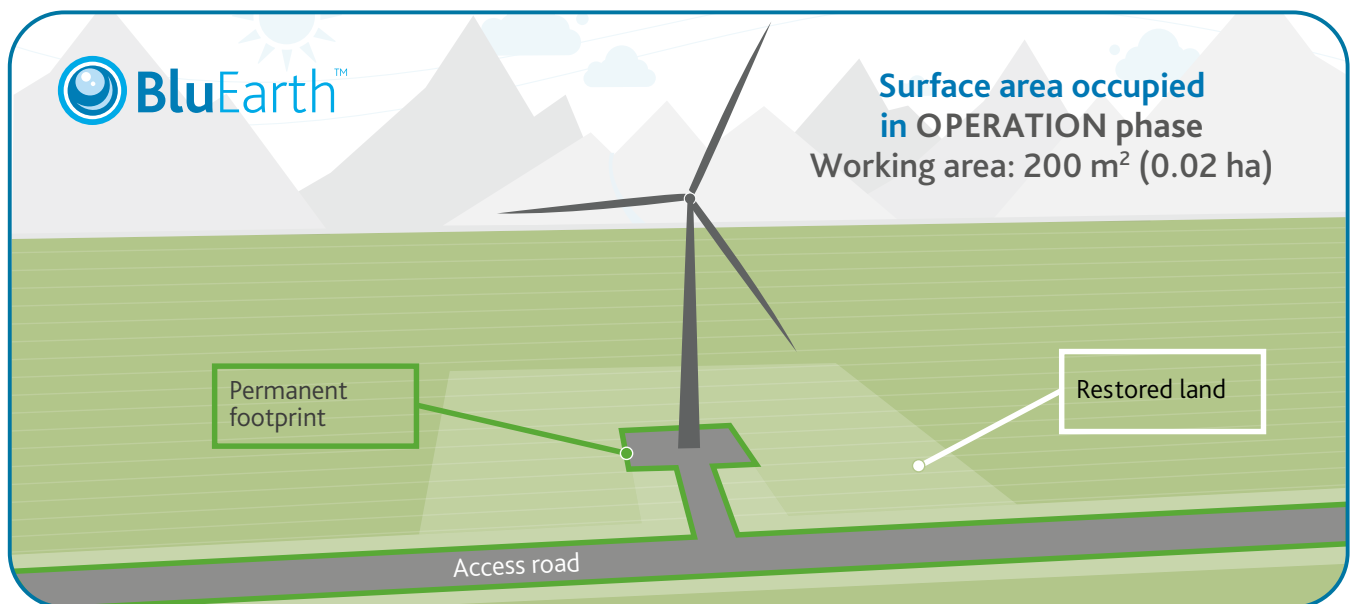 BluEarth™
Surface area occupied
in OPERATION phase
Working area: 200 m² (0.02 ha)
Permanent
footprint
Restored land
Access road